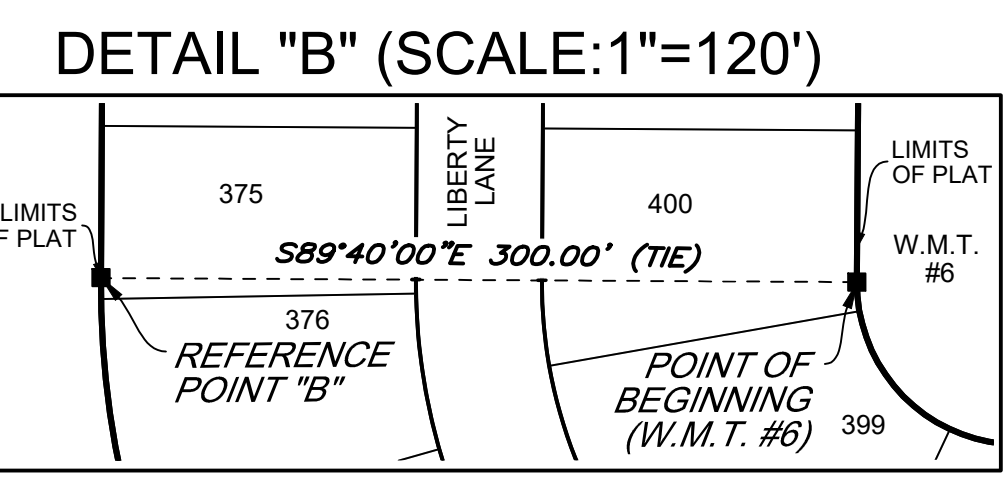 DETAIL "B" (SCALE:1"=120')
LIBERTY
LANE
LIMITS
OF PLAT
375
400
LIMITS
F PLAT
W.M.T.
#6
S89°40'00"E 300.00' (TIE)
376
REFERENCE
POINT "B"
POINT OF
BEGINNING
(W.M.T. #6)
399